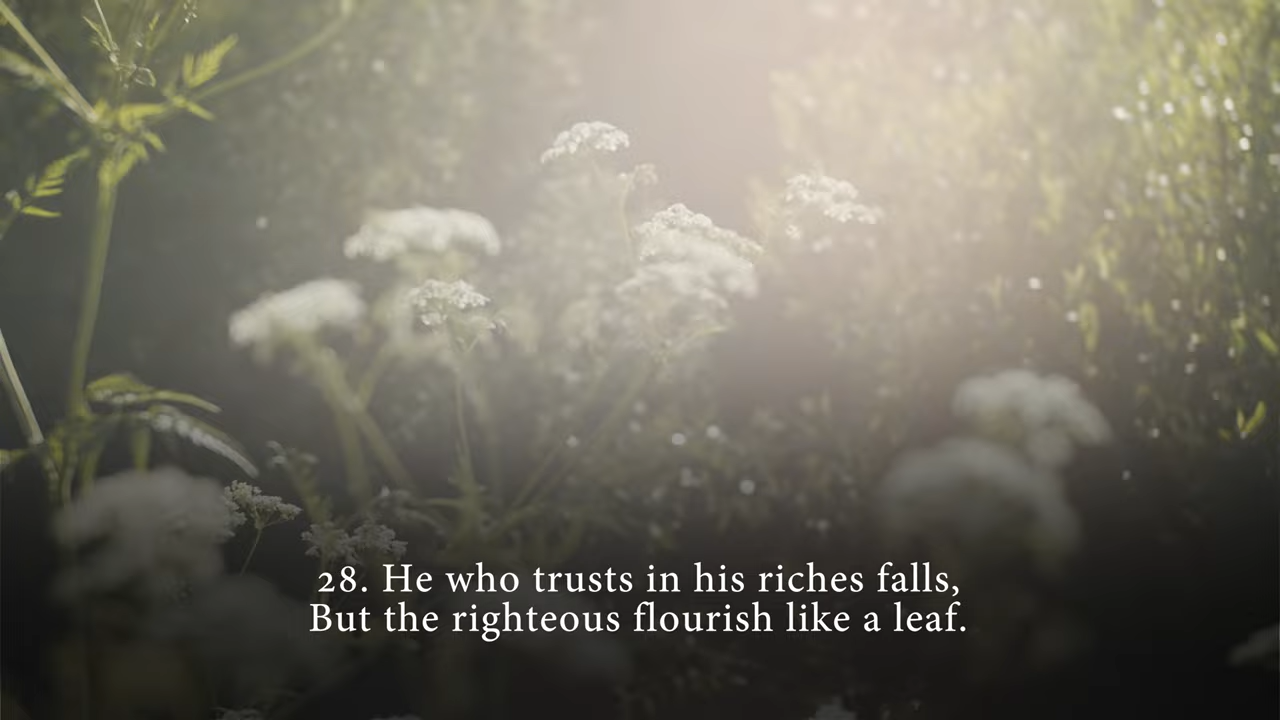 28. He who trusts in his riches falls,
But the righteous flourish like a leaf.